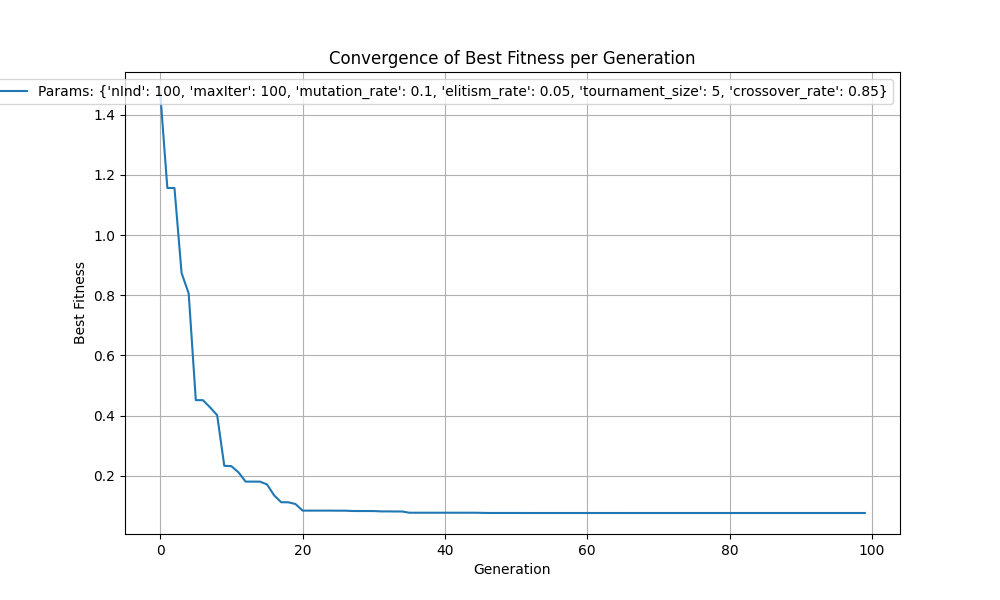 Convergence of Best Fitness per Generation
Params: {'nInd': 100, 'maxIter': 100, 'mutation_rate': 0.1, 'elitism_rate': 0.05, 'tournament_size': 5, 'crossover_rate': 0.85}
1.4
1.2
1.0
0.8
0.6
0.4
0.2
Best Fitness
0 20 40 60 80 100
Generation